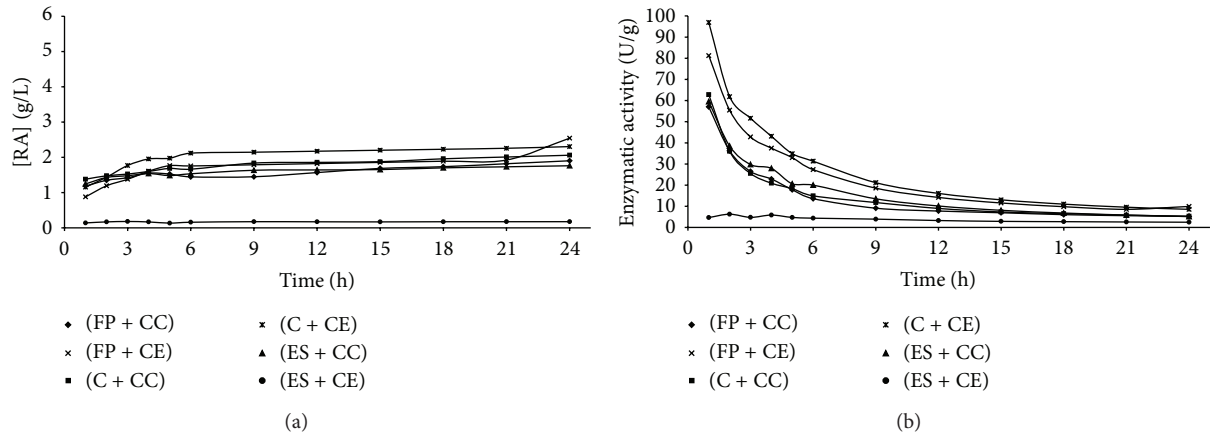 6
5
4
3
2
1
0
[RA] (g/L)
0 3 6 9 12 15 18 21 24
Time (h)
(FP + CC)
(FP + CE)
(C + CC)
(C + CE)
(ES + CC)
(ES + CE)
(a)
100
90
80
70
60
50
40
30
20
10
0
Enzymatic activity (U/g)
0 3 6 9 12 15 18 21 24
Time (h)
(FP + CC)
(FP + CE)
(C + CC)
(C + CE)
(ES + CC)
(ES + CE)
(b)